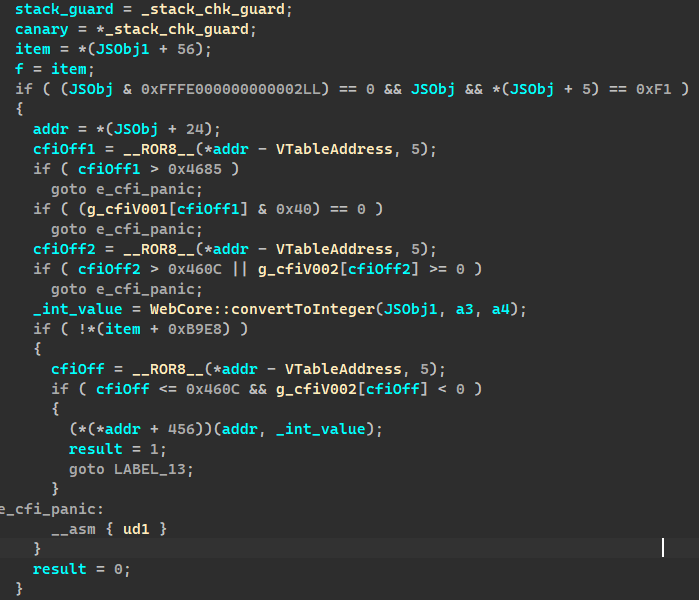 stack_guard = _stack_chk_guard;
canary = *_stack_chk_guard;
item = *(JSObj1 + 56);
f = item;
if ( (JSObj & 0xFFFE000000000002LL) == 0 && JSObj && *(JSObj + 5) == 0xF1 )
{
addr = *(JSObj + 24);
cfiOff1 = __ROR8__(*addr - VTableAddress, 5);
if ( cfiOff1 > 0x4685 )
goto e_cfi_panic;
if ( (g_cfiV001[cfiOff1] & 0x40) == 0 )
goto e_cfi_panic;
cfiOff2 = __ROR8__(*addr - VTableAddress, 5);
if ( cfiOff2 > 0x460C || g_cfiV002[cfiOff2] >= 0 )
goto e_cfi_panic;
_int_value = WebCore::convertToInteger(JSObj1, a3, a4);
if ( !*(item + 0xB9E8) )
{
cfiOff = __ROR8__(*addr - VTableAddress, 5);
if ( cfiOff <= 0x460C && g_cfiV002[cfiOff] < 0 )
{
(*(*addr + 456))(addr, _int_value);
result = 1;
goto LABEL_13;
}
e_cfi_panic:
__asm { ud1 }
}
result = 0;
}